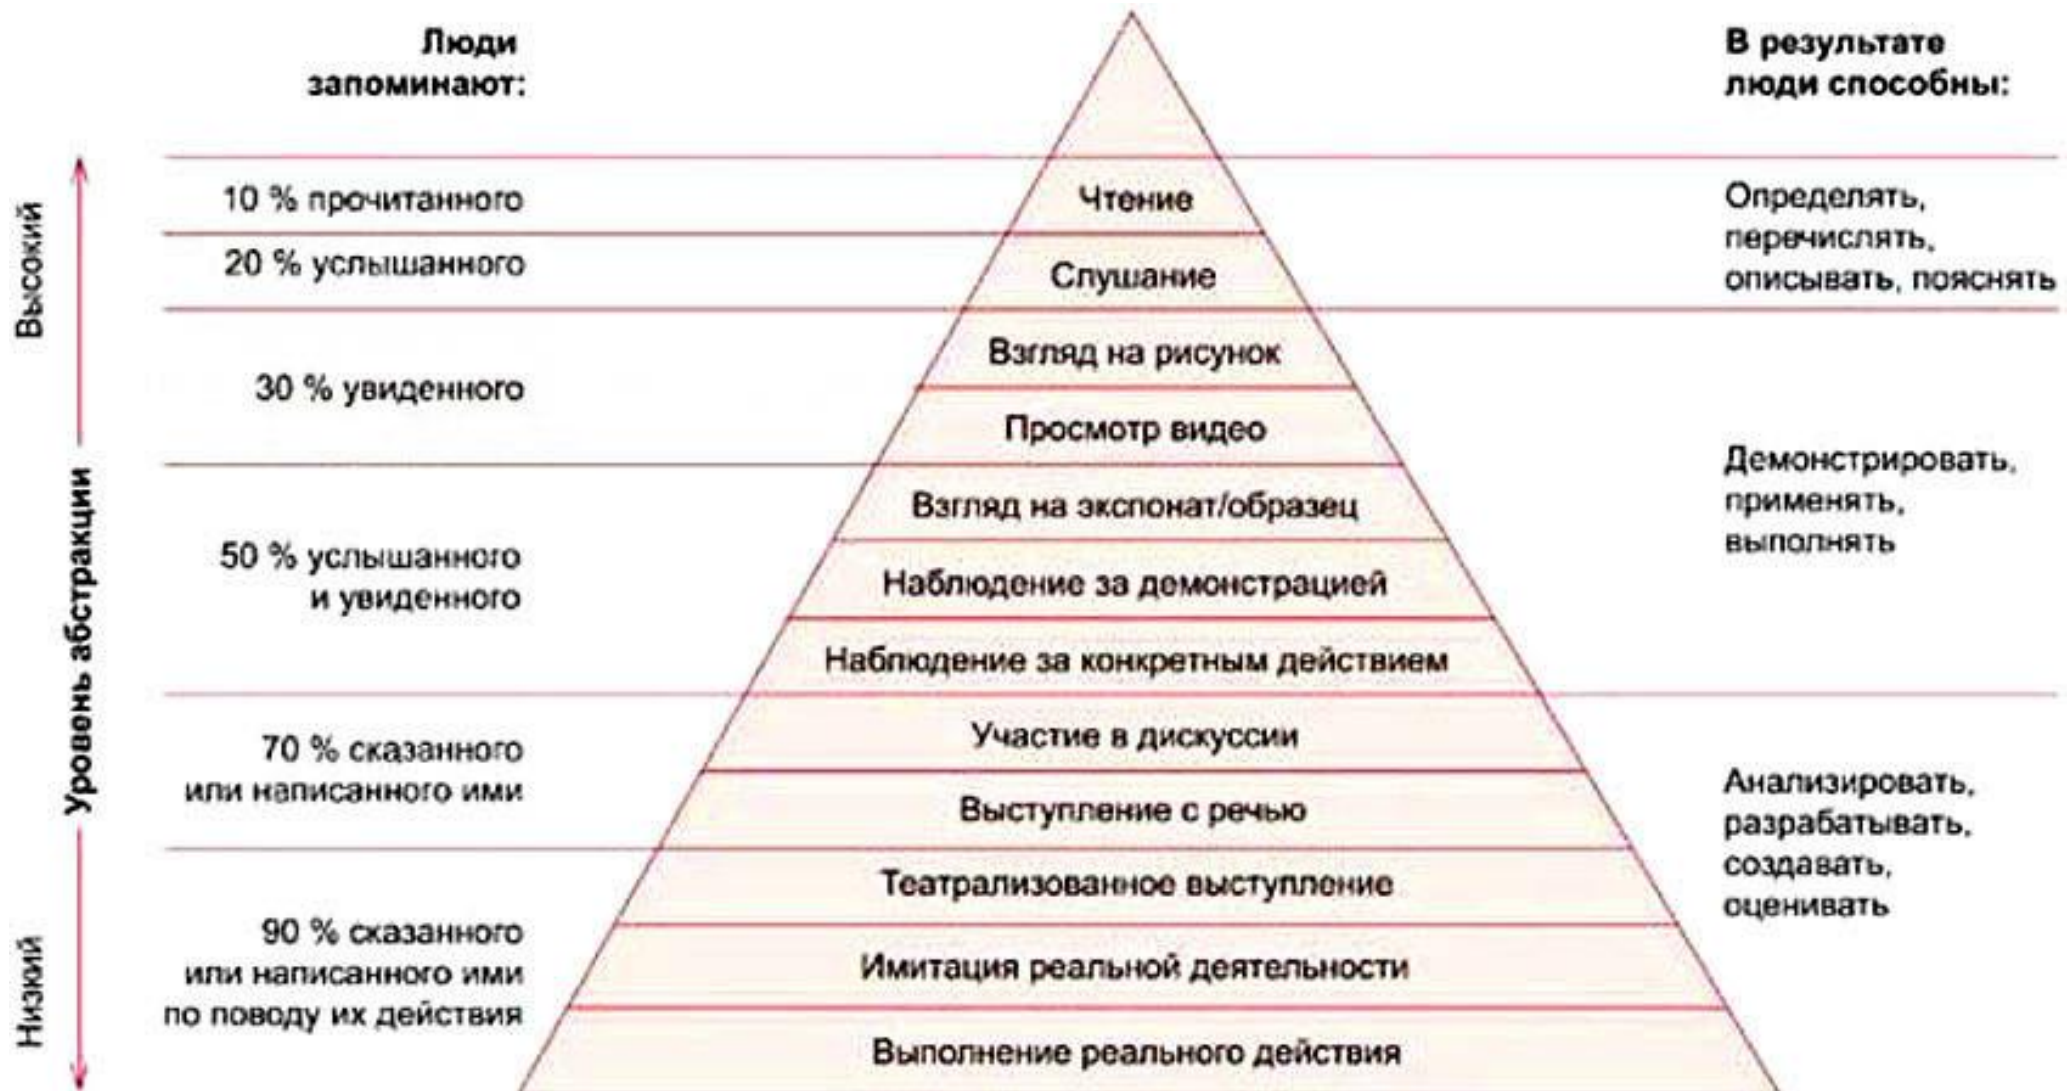 Люди
запоминают:
В результате
люди способны:
Высокий
Уровень абстракции
Низкий
10 % прочитанного
20 % услышанного
30 % увиденного
50 % услышанного
и увиденного
70 % сказанного
или написанного ими
90 % сказанного
или написанного ими
по поводу их действия
Чтение
Слушание
Взгляд на рисунок
Просмотр видео
Взгляд на экспонат/образец
Наблюдение за демонстрацией
Наблюдение за конкретным действием
Участие в дискуссии
Выступление с речью
Театрализованное выступление
Имитация реальной деятельности
Выполнение реального действия
Определять,
перечислять,
описывать, пояснять
Демонстрировать,
применять,
выполнять
Анализировать,
разрабатывать,
создавать,
оценивать